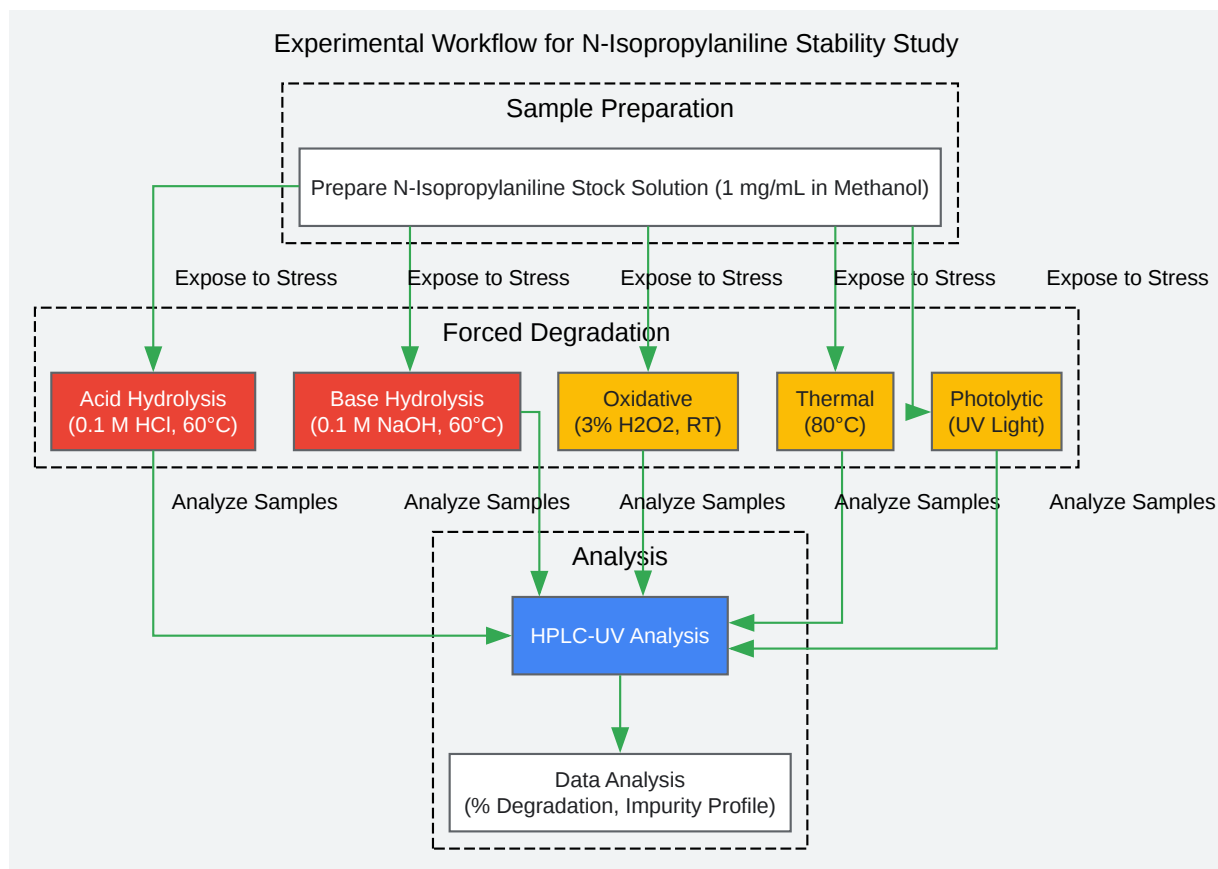 Experimental Workflow for N-Isopropylaniline Stability Study
Sample Preparation
Prepare N-Isopropylaniline Stock Solution (1 mg/mL in Methanol)
Expose to Stress
Expose to Stress
Expose to Stress
Expose to Stress
Expose to Stress
Forced Degradation
Acid Hydrolysis
(0.1 M HCl, 60°C)
Base Hydrolysis
(0.1 M NaOH, 60°C)
Oxidative
(3% H2O2, RT)
Thermal
(80°C)
Photolytic
(UV Light)
Analyze Samples
Analyze Samples
Analyze Samples
Analyze Samples
Analyze Samples
Analysis
HPLC-UV Analysis
Data Analysis
(% Degradation, Impurity Profile)